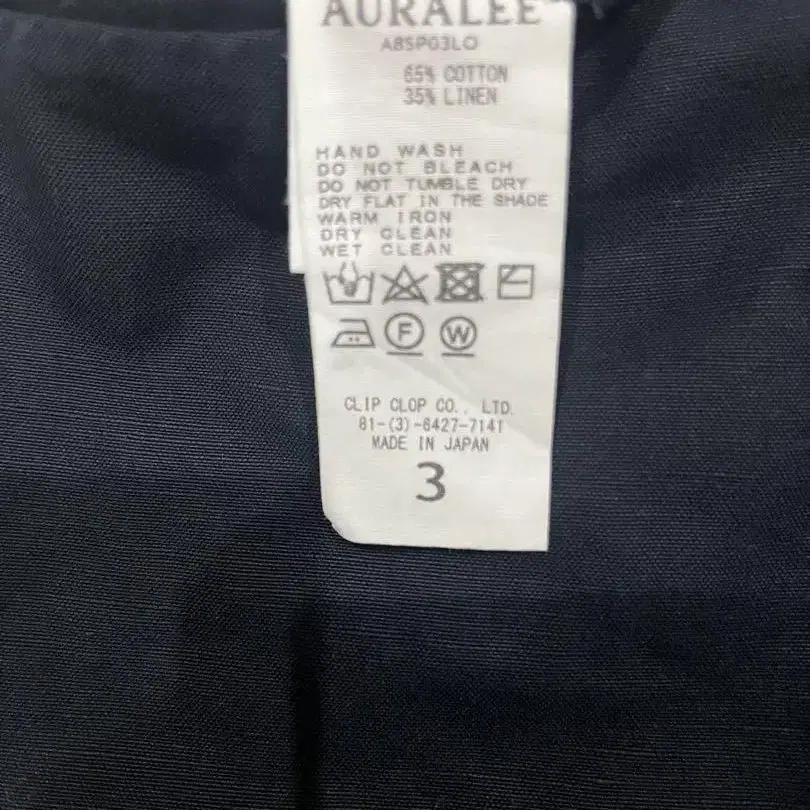 AURALEE
A8SP03LO
65% COTTON
35% LINEN
HAND WASH
DO NOT BLEACH
DO NOT TUMBLE DRY
DRY FLAT IN THE SHADE
WARM IRON
DRY CLEAN
WET CLEAN
F
W
CLIP CLOP CO., LTD.
81-(3)-6427-7141
MADE IN JAPAN
3